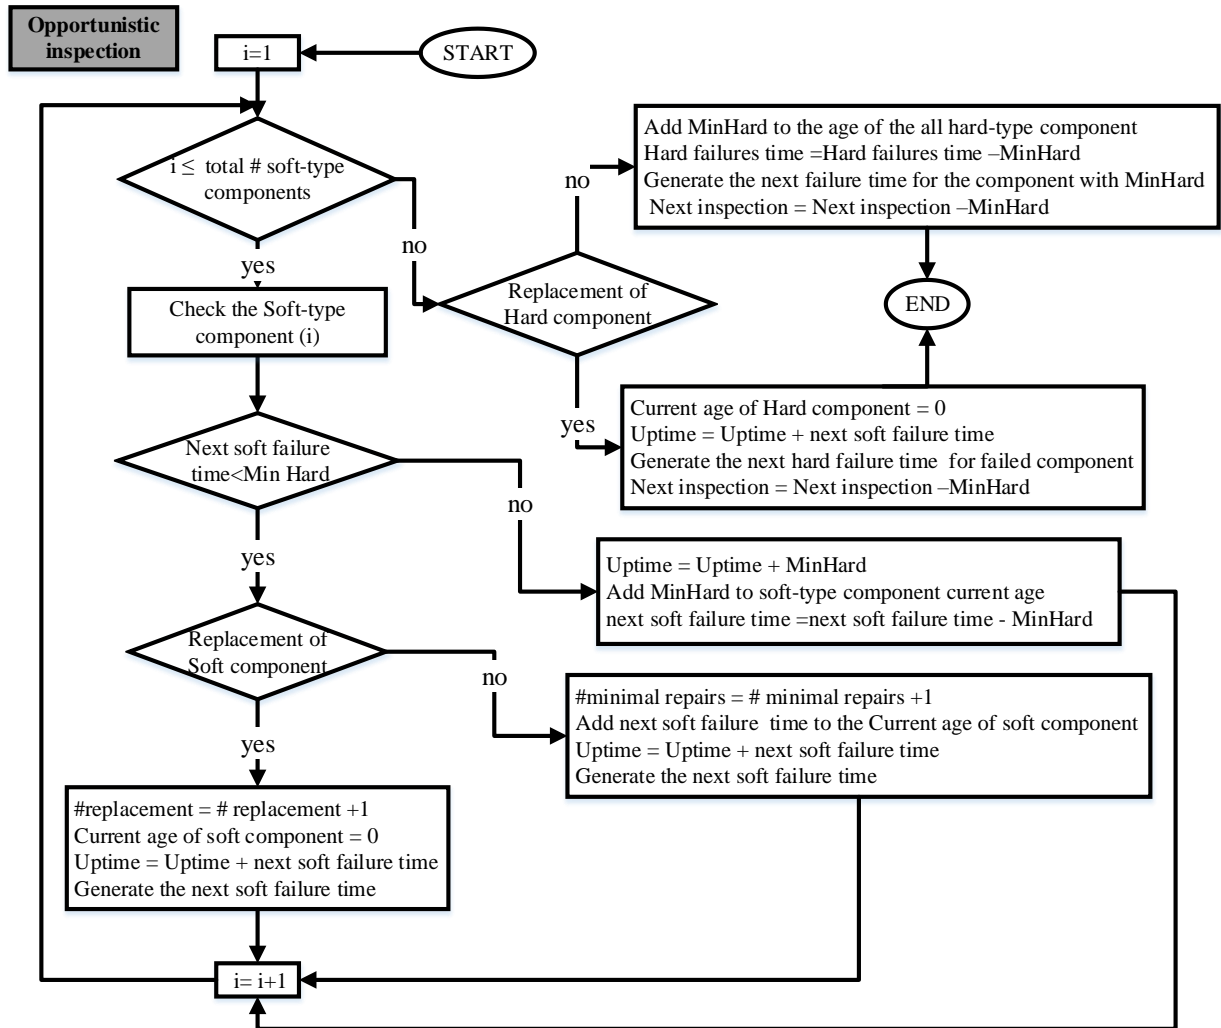 Opportunistic
inspection
i=1
START
i ≤ total # soft-type
components
yes
no
Check the Soft-type
component (i)
Replacement of
Hard component
no
Add MinHard to the age of the all hard-type component
Hard failures time =Hard failures time –MinHard
Generate the next failure time for the component with MinHard
Next inspection = Next inspection –MinHard
END
yes
Current age of Hard component = 0
Uptime = Uptime + next soft failure time
Generate the next hard failure time for failed component
Next inspection = Next inspection –MinHard
Next soft failure
time<Min Hard
no
yes
Uptime = Uptime + MinHard
Add MinHard to soft-type component current age
next soft failure time =next soft failure time - MinHard
Replacement of
Soft component
no
yes
#minimal repairs = # minimal repairs +1
Add next soft failure time to the Current age of soft component
Uptime = Uptime + next soft failure time
Generate the next soft failure time
#replacement = # replacement +1
Current age of soft component = 0
Uptime = Uptime + next soft failure time
Generate the next soft failure time
i= i+1